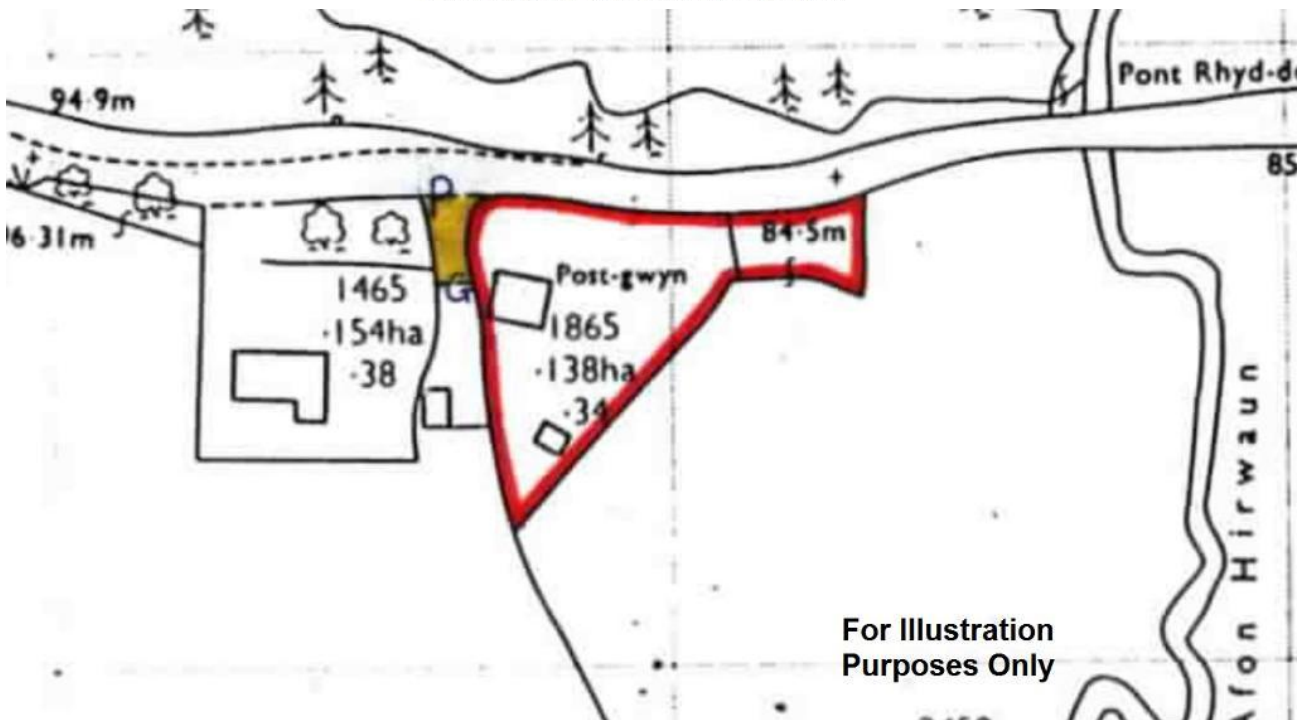 94·9m
Pont Rhyd-d
85
6·31m
P
84·5m
Post-gwyn
G
1465
·154ha
·38
1865
·138ha
·34
Afon Hirwaun
For Illustration
Purposes Only